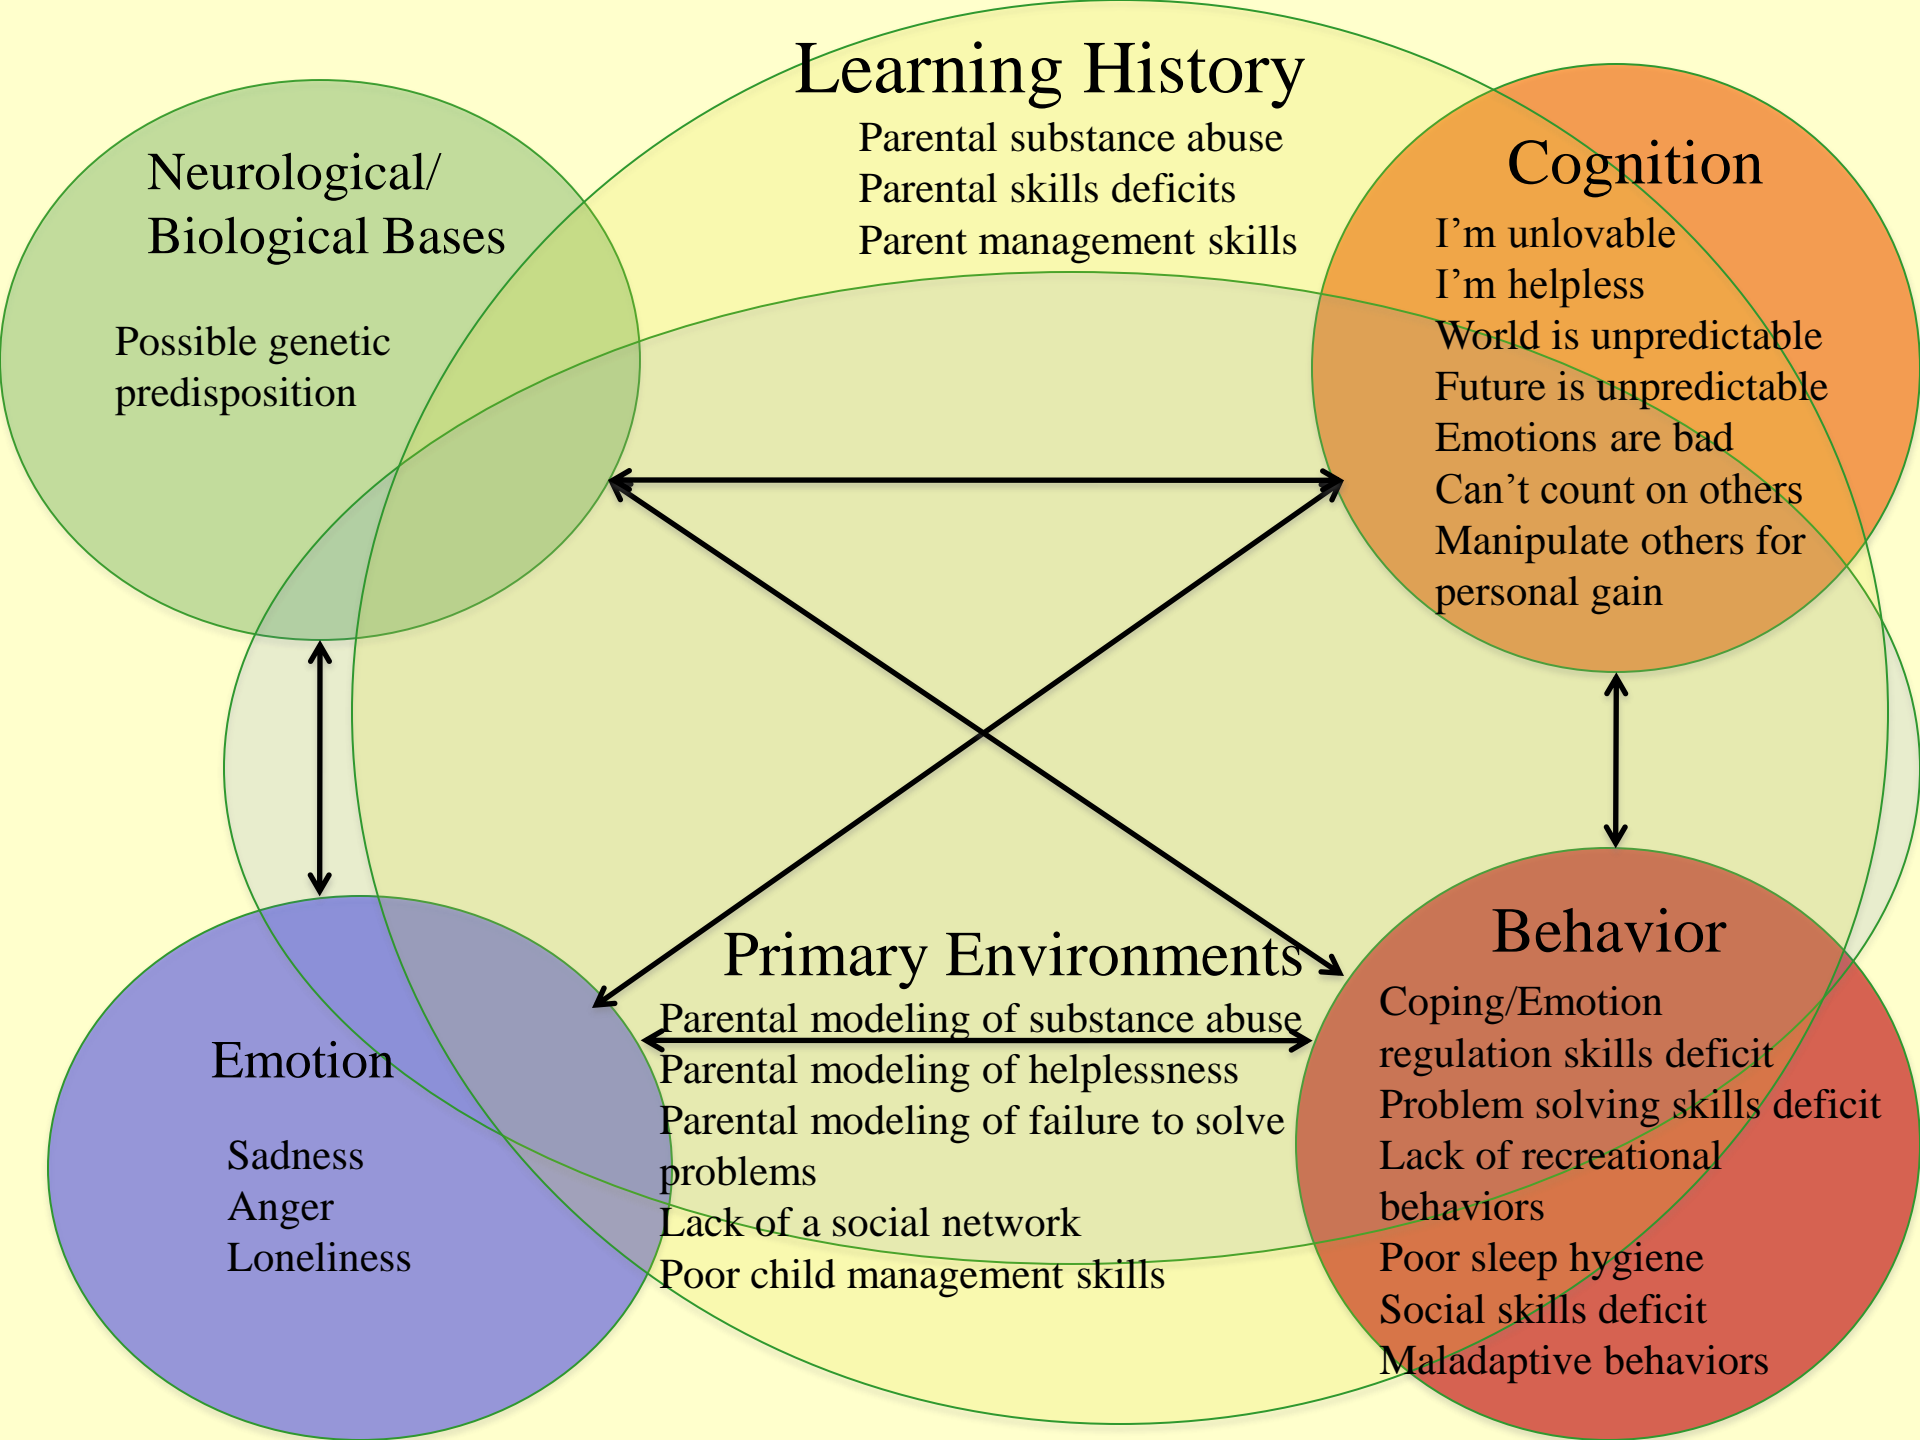 Learning History
Parental substance abuse
Parental skills deficits
Parent management skills
Neurological/
Biological Bases
Possible genetic
predisposition
Cognition
I’m unlovable
I’m helpless
World is unpredictable
Future is unpredictable
Emotions are bad
Can’t count on others
Manipulate others for
personal gain
Emotion
Sadness
Anger
Loneliness
Primary Environments
Parental modeling of substance abuse
Parental modeling of helplessness
Parental modeling of failure to solve
problems
Lack of a social network
Poor child management skills
Behavior
Coping/Emotion
regulation skills deficit
Problem solving skills deficit
Lack of recreational
behaviors
Poor sleep hygiene
Social skills deficit
Maladaptive behaviors